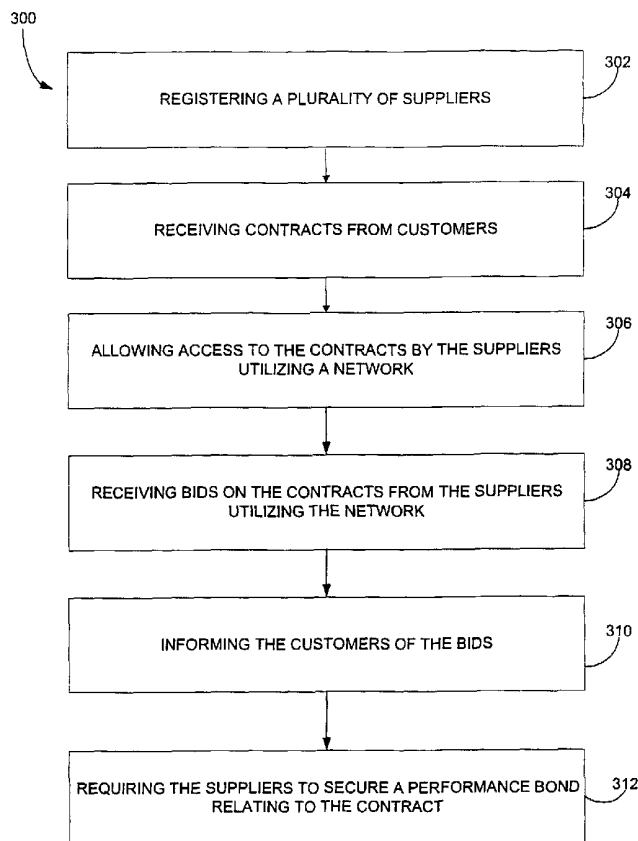 300
302
REGISTERING A PLURALITY OF SUPPLIERS
304
RECEIVING CONTRACTS FROM CUSTOMERS
306
ALLOWING ACCESS TO THE CONTRACTS BY THE SUPPLIERS
UTILIZING A NETWORK
308
RECEIVING BIDS ON THE CONTRACTS FROM THE SUPPLIERS
UTILIZING THE NETWORK
310
INFORMING THE CUSTOMERS OF THE BIDS
312
REQUIRING THE SUPPLIERS TO SECURE A PERFORMANCE BOND
RELATING TO THE CONTRACT